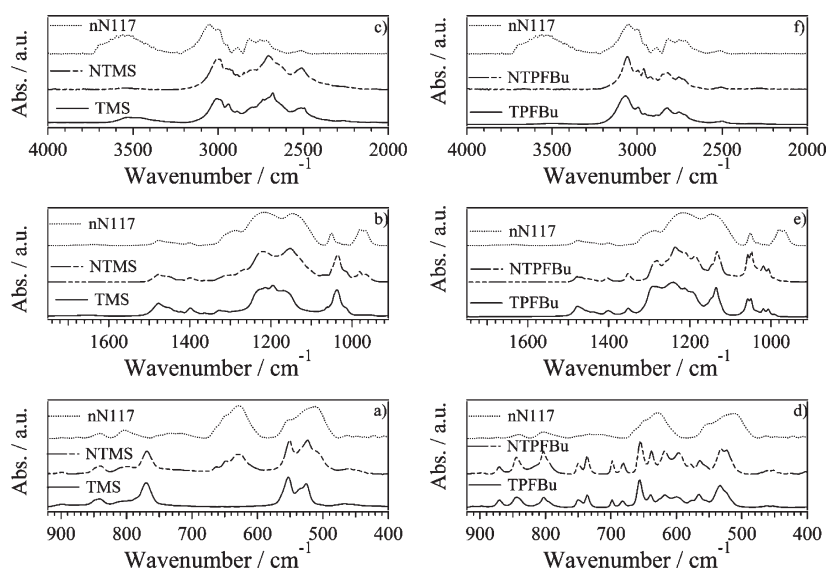 c)
nN117
NTMS
TMS
Abs. / a.u.
4000 3500 3000 2500 2000
Wavenumber / cm-1
f)
nN117
NTPFBu
TPFBu
Abs. / a.u.
4000 3500 3000 2500 2000
Wavenumber / cm-1
b)
nN117
NTMS
TMS
Abs. / a.u.
1600 1400 1200 1000
Wavenumber / cm-1
e)
nN117
NTPFBu
TPFBu
Abs. / a.u.
1600 1400 1200 1000
Wavenumber / cm-1
a)
nN117
NTMS
TMS
Abs. / a.u.
900 800 700 600 500 400
Wavenumber / cm-1
d)
nN117
NTPFBu
TPFBu
Abs. / a.u.
900 800 700 600 500 400
Wavenumber / cm-1